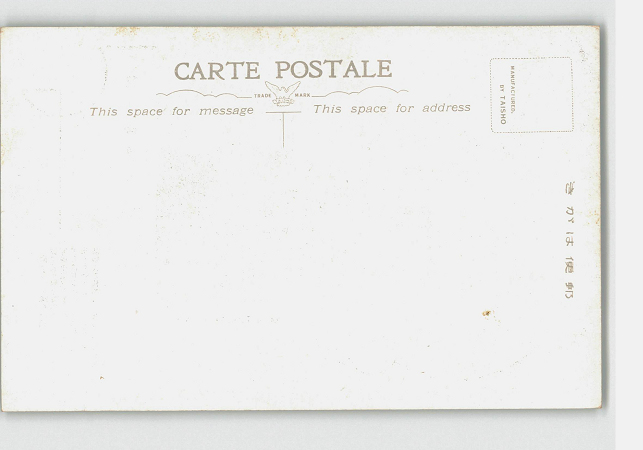 CARTE POSTALE
TRADE MARK
This space for message
This space for address
MANUFACTURED.
BY TAISHO
きがは便郵